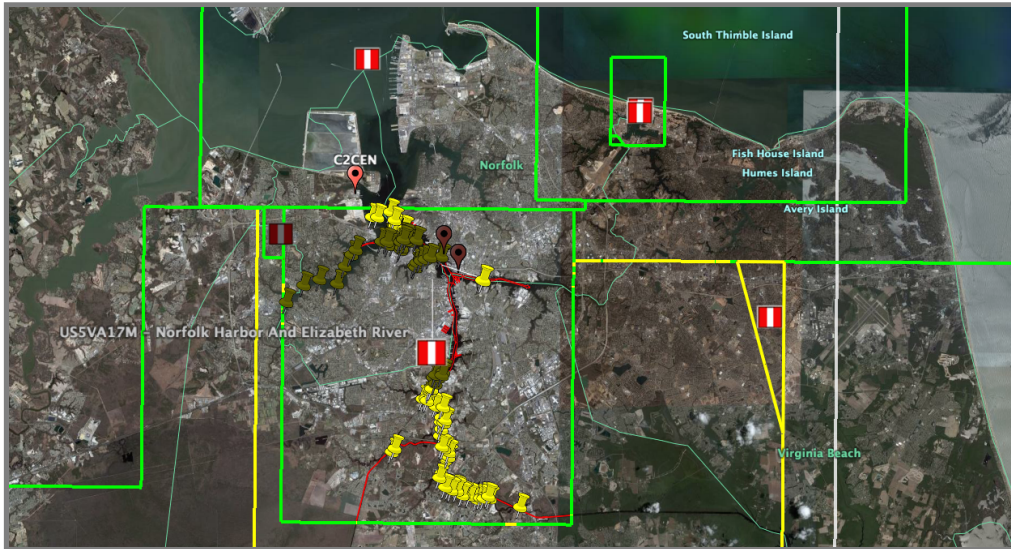 South Thimble Island
C2CEN
Norfolk
Fish House Island
Humes Island
Avery Island
US5VA17M - Norfolk Harbor And Elizabeth River
Virginia Beach